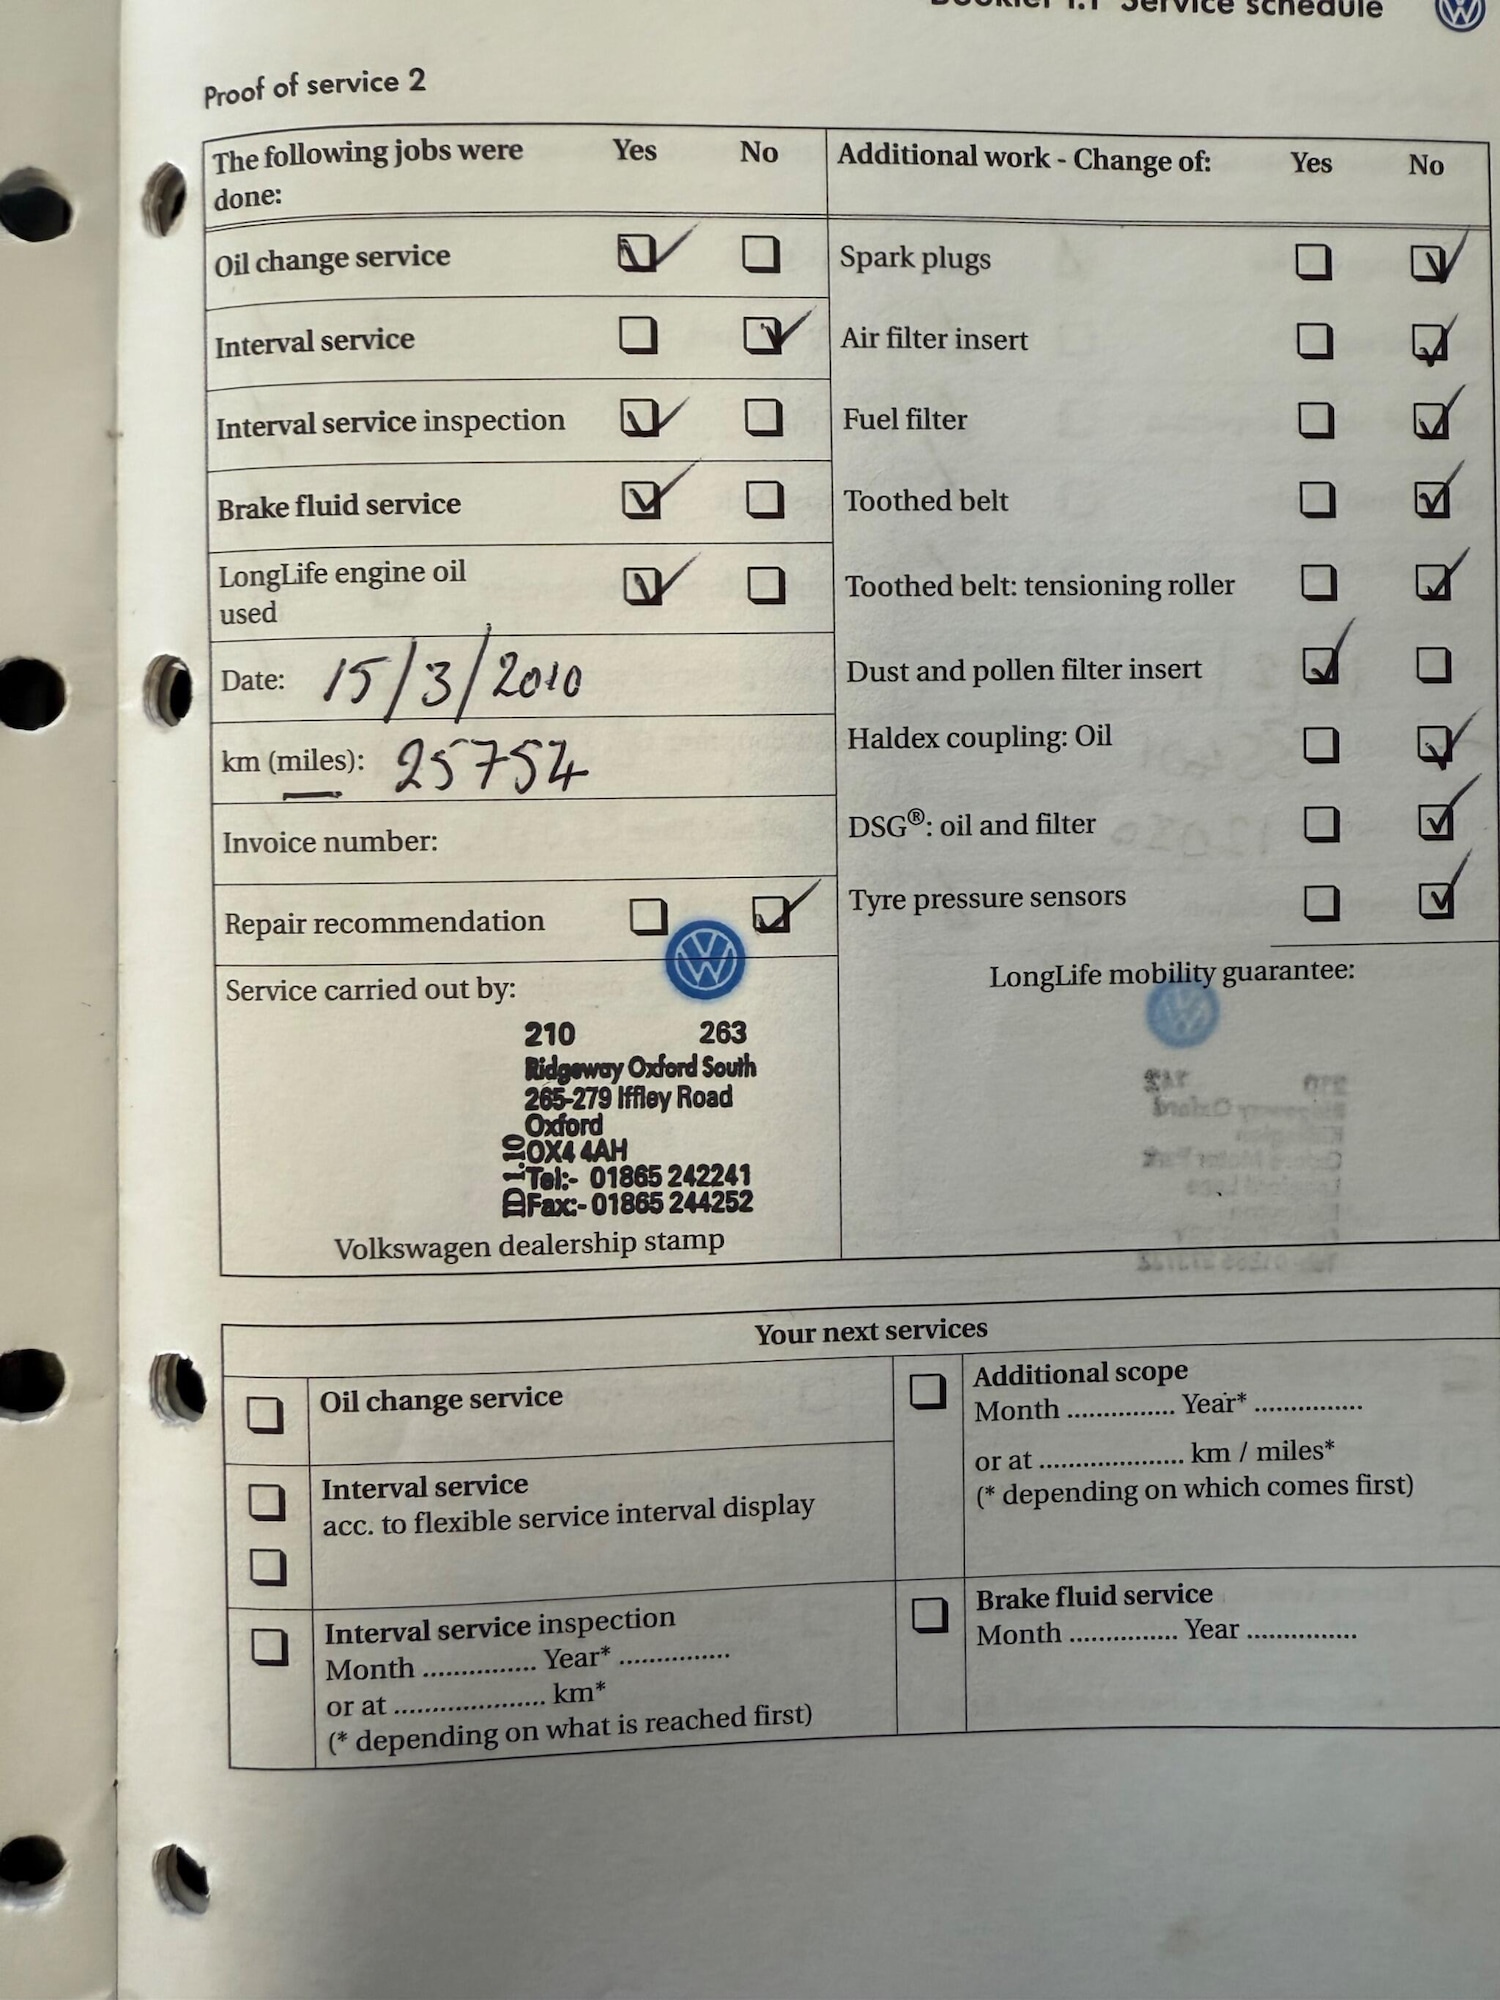 Booklet 1.1 Service schedule
Proof of service 2
The following jobs were done: Yes No
Oil change service
Interval service
Interval service inspection
Brake fluid service
LongLife engine oil used
Date: 15/3/2010
km (miles): 25754
Invoice number:
Repair recommendation
Service carried out by:
210 263
Ridgeway Oxford South
265-279 Iffley Road
Oxford
OX4 4AH
Tel:- 01865 242241
Fax:- 01865 244252
Volkswagen dealership stamp
Additional work - Change of: Yes No
Spark plugs
Air filter insert
Fuel filter
Toothed belt
Toothed belt: tensioning roller
Dust and pollen filter insert
Haldex coupling: Oil
DSG®: oil and filter
Tyre pressure sensors
LongLife mobility guarantee:
Your next services
Oil change service
Interval service
acc. to flexible service interval display
Interval service inspection
Month ............... Year* ...............
or at .................... km*
(* depending on what is reached first)
Additional scope
Month ............... Year* ...............
or at .................... km / miles*
(* depending on which comes first)
Brake fluid service
Month ............... Year ...............